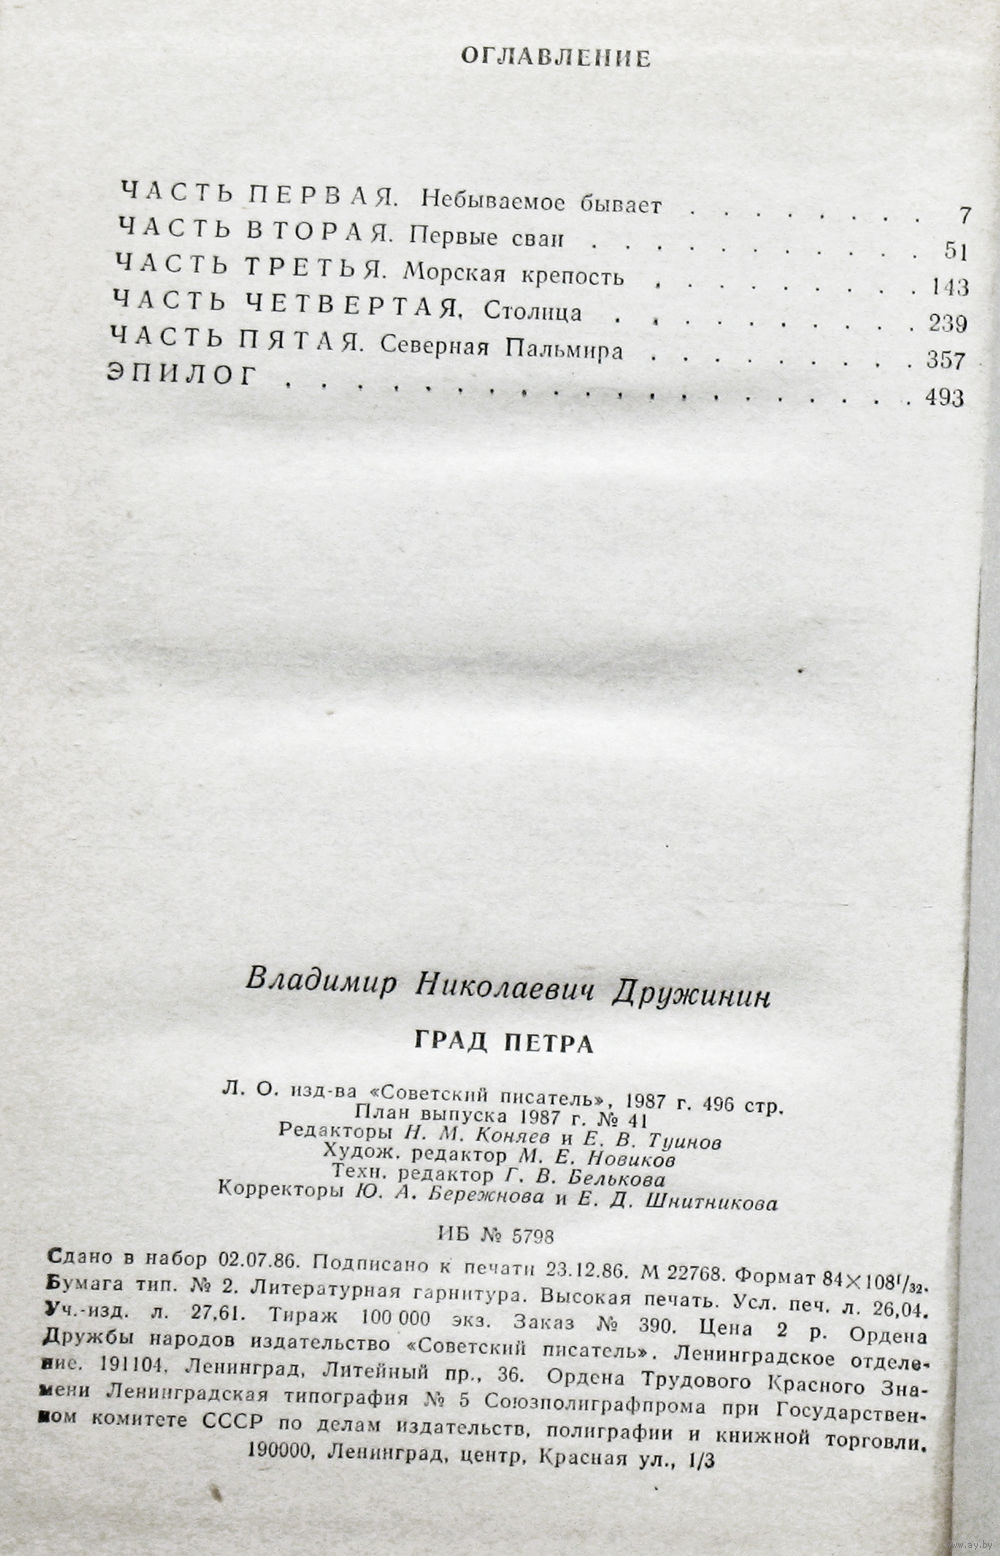 ОГЛАВЛЕНИЕ
ЧАСТЬ ПЕРВАЯ. Небываемое бывает . . . . . . . . 7
ЧАСТЬ ВТОРАЯ. Первые сваи . . . . . . . . . . . 51
ЧАСТЬ ТРЕТЬЯ. Морская крепость . . . . . . . . . 143
ЧАСТЬ ЧЕТВЕРТАЯ. Столица . . . . . . . . . . 239
ЧАСТЬ ПЯТАЯ. Северная Пальмира . . . . . . . . . 357
ЭПИЛОГ . . . . . . . . . . . . . . . . . . 493
Владимир Николаевич Дружинин
ГРАД ПЕТРА
Л. О. изд-ва «Советский писатель», 1987 г. 496 стр.
План выпуска 1987 г. № 41
Редакторы Н. М. Коняев и Е. В. Туинов
Худож. редактор М. Е. Новиков
Техн. редактор Г. В. Белькова
Корректоры Ю. А. Бережнова и Е. Д. Шнитникова
ИБ № 5798
Сдано в набор 02.07.86. Подписано к печати 23.12.86. М 22768. Формат 84×108¹/₃₂.
Бумага тип. № 2. Литературная гарнитура. Высокая печать. Усл. печ. л. 26,04.
Уч.-изд. л. 27,61. Тираж 100 000 экз. Заказ № 390. Цена 2 р. Ордена
Дружбы народов издательство «Советский писатель». Ленинградское отделе-
ние. 191104, Ленинград, Литейный пр., 36. Ордена Трудового Красного Зна-
мени Ленинградская типография № 5 Союзполиграфпрома при Государствен-
ном комитете СССР по делам издательств, полиграфии и книжной торговли.
190000, Ленинград, центр, Красная ул., 1/3
www.ay.by